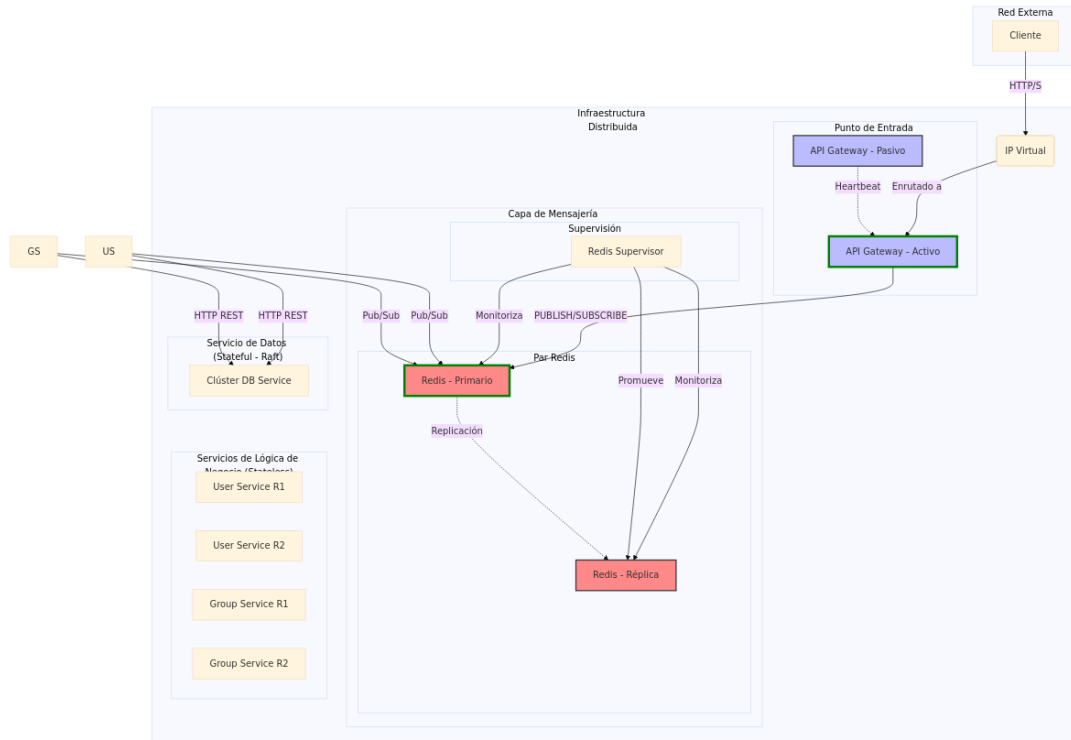 Red Externa
Cliente
HTTP/S
Infraestructura
Distribuida
Punto de Entrada
API Gateway - Pasivo
IP Virtual
Heartbeat
Enrutado a
API Gateway - Activo
Capa de Mensajería
Supervisión
Redis Supervisor
GS
US
HTTP REST
HTTP REST
Pub/Sub
Pub/Sub
Monitoriza
PUBLISH/SUBSCRIBE
Servicio de Datos
(Stateful - Raft)
Clúster DB Service
Par Redis
Redis - Primario
Promueve
Monitoriza
Replicación
Servicios de Lógica de
Negocio (Stateless)
User Service R1
User Service R2
Group Service R1
Group Service R2
Redis - Réplica